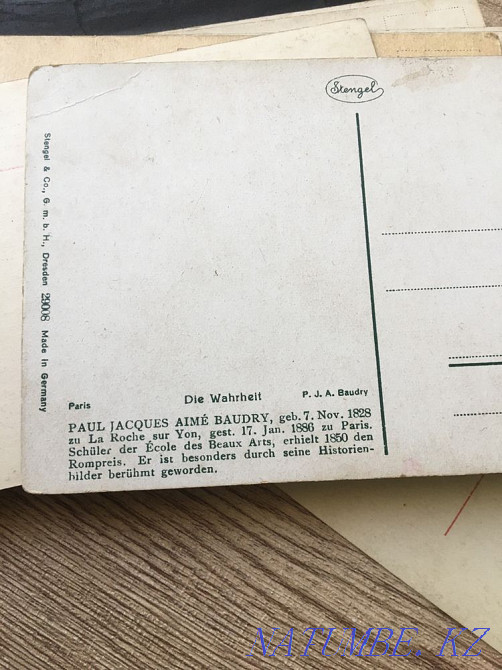 Stengel
Stengel & Co., G. m. b. H., Dresden 29008 Made in Germany
Paris
Die Wahrheit
P. J. A. Baudry
PAUL JACQUES AIMÉ BAUDRY, geb. 7. Nov. 1828
zu La Roche sur Yon, gest. 17. Jan. 1886 zu Paris.
Schüler der École des Beaux Arts, erhielt 1850 den
Rompreis. Er ist besonders durch seine Historien-
bilder berühmt geworden.
NATUMBE.KZ